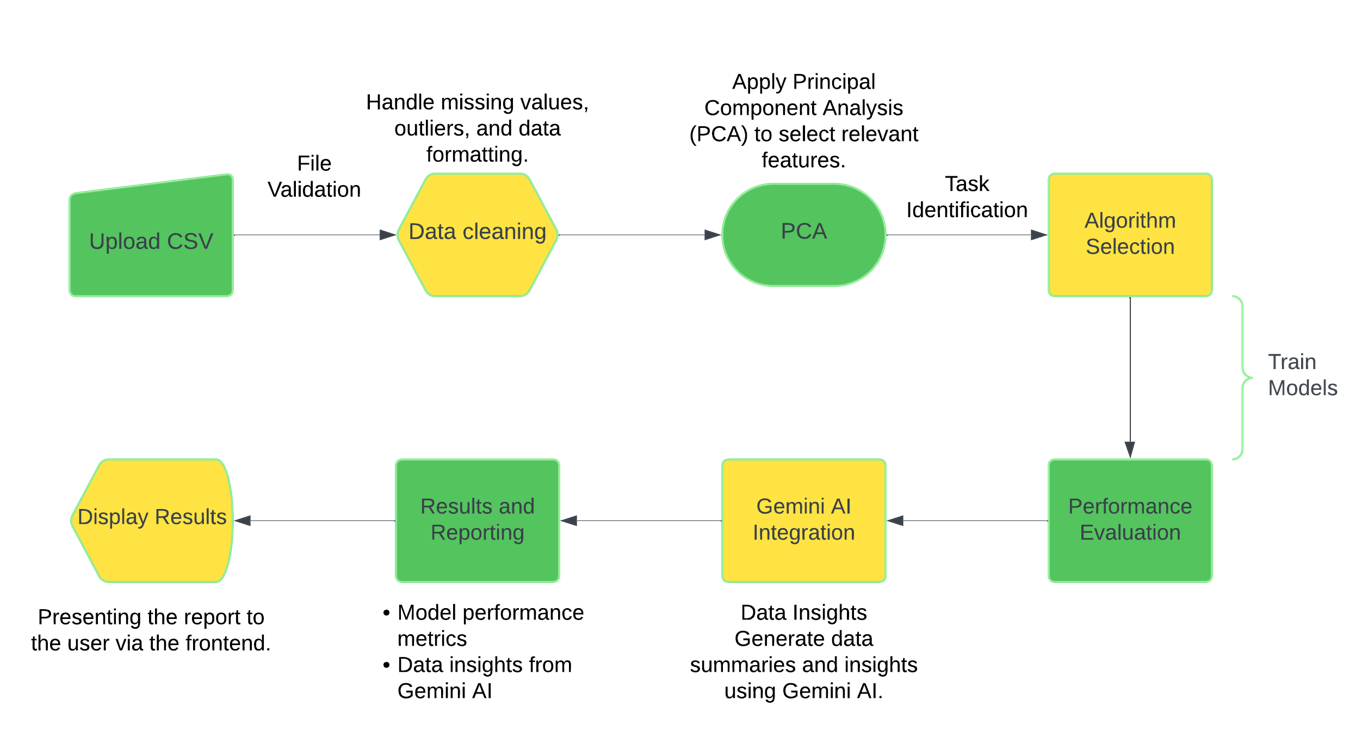 Apply Principal
Component Analysis
(PCA) to select relevant
features.
Handle missing values,
outliers, and data
formatting.
File
Validation
Task
Identification
Upload CSV
Data cleaning
PCA
Algorithm
Selection
Train
Models
Display Results
Results and
Reporting
Gemini AI
Integration
Performance
Evaluation
Presenting the report to
the user via the frontend.
• Model performance
metrics
• Data insights from
Gemini AI
Data Insights
Generate data
summaries and insights
using Gemini AI.